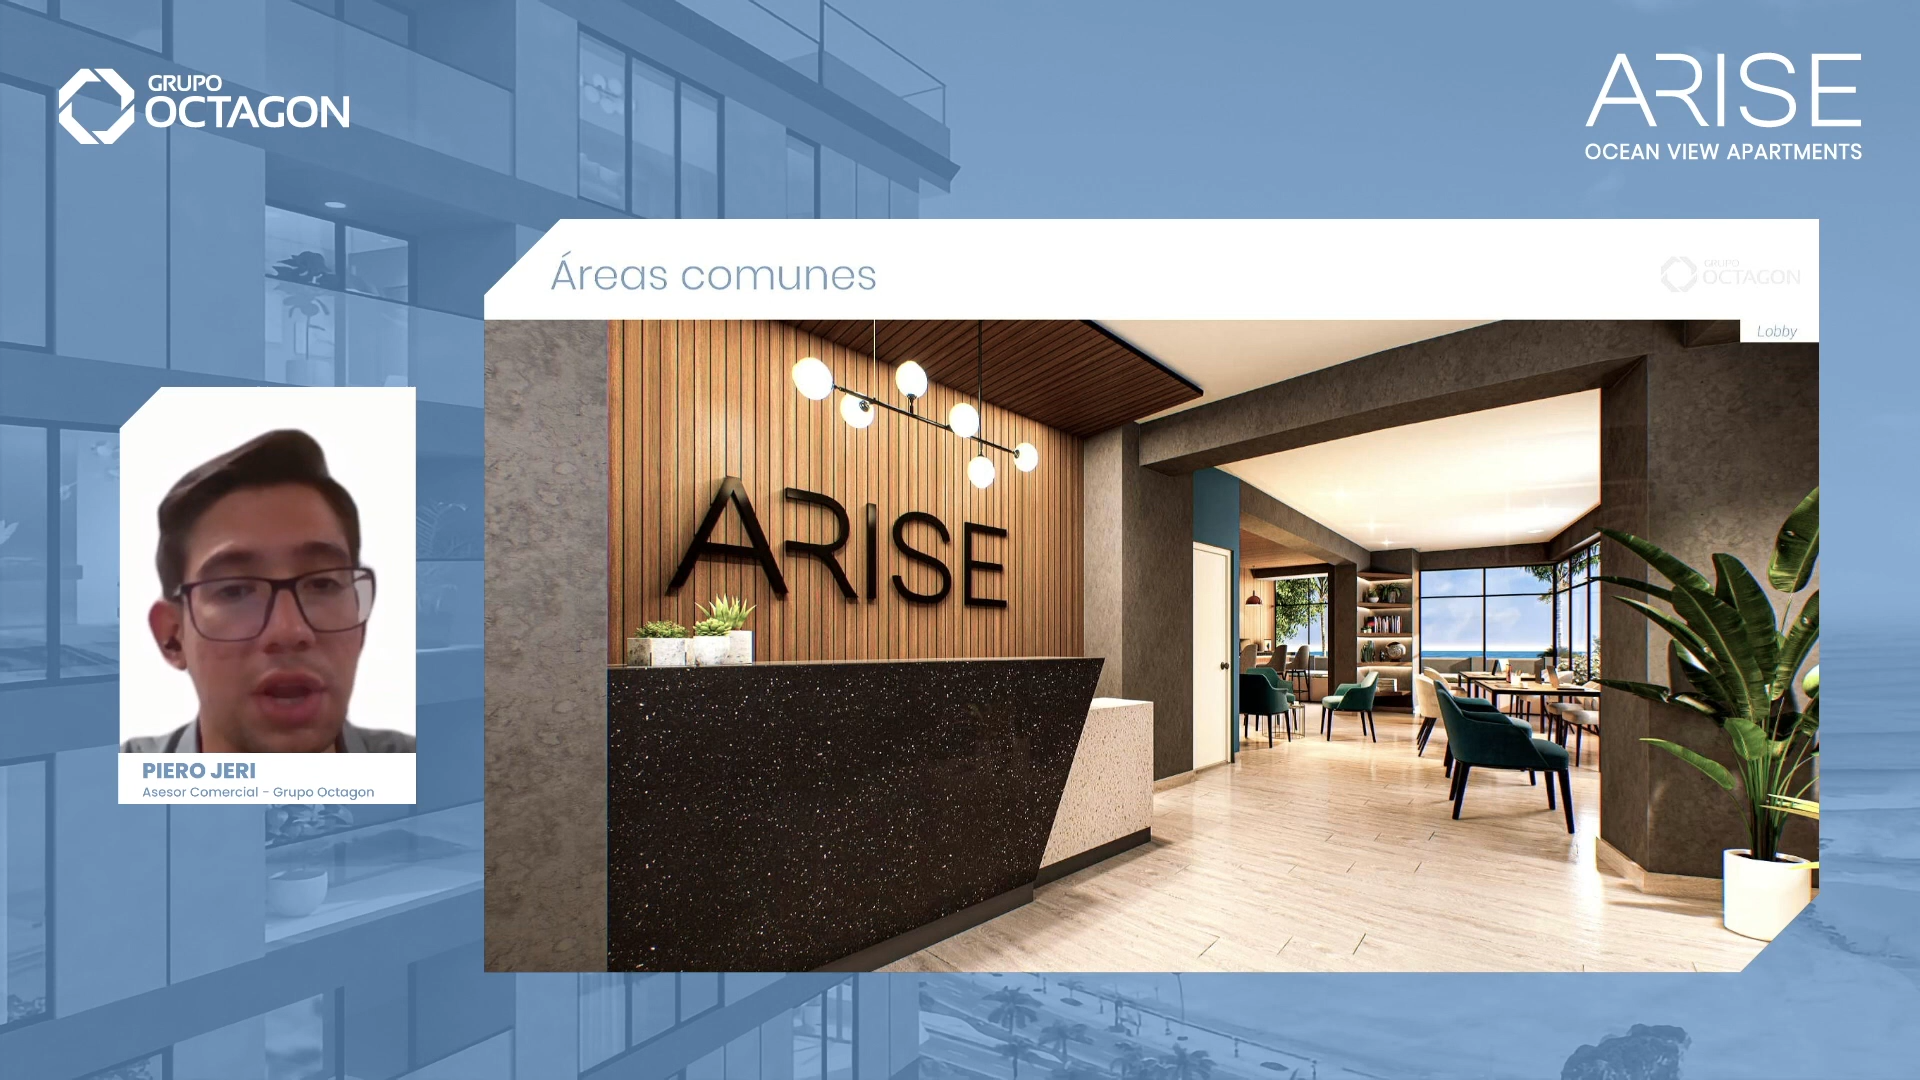 GRUPO
OCTAGON
ARISE
OCEAN VIEW APARTMENTS
Áreas comunes
GRUPO
OCTAGON
Lobby
ARISE
PIERO JERI
Asesor Comercial - Grupo Octagon